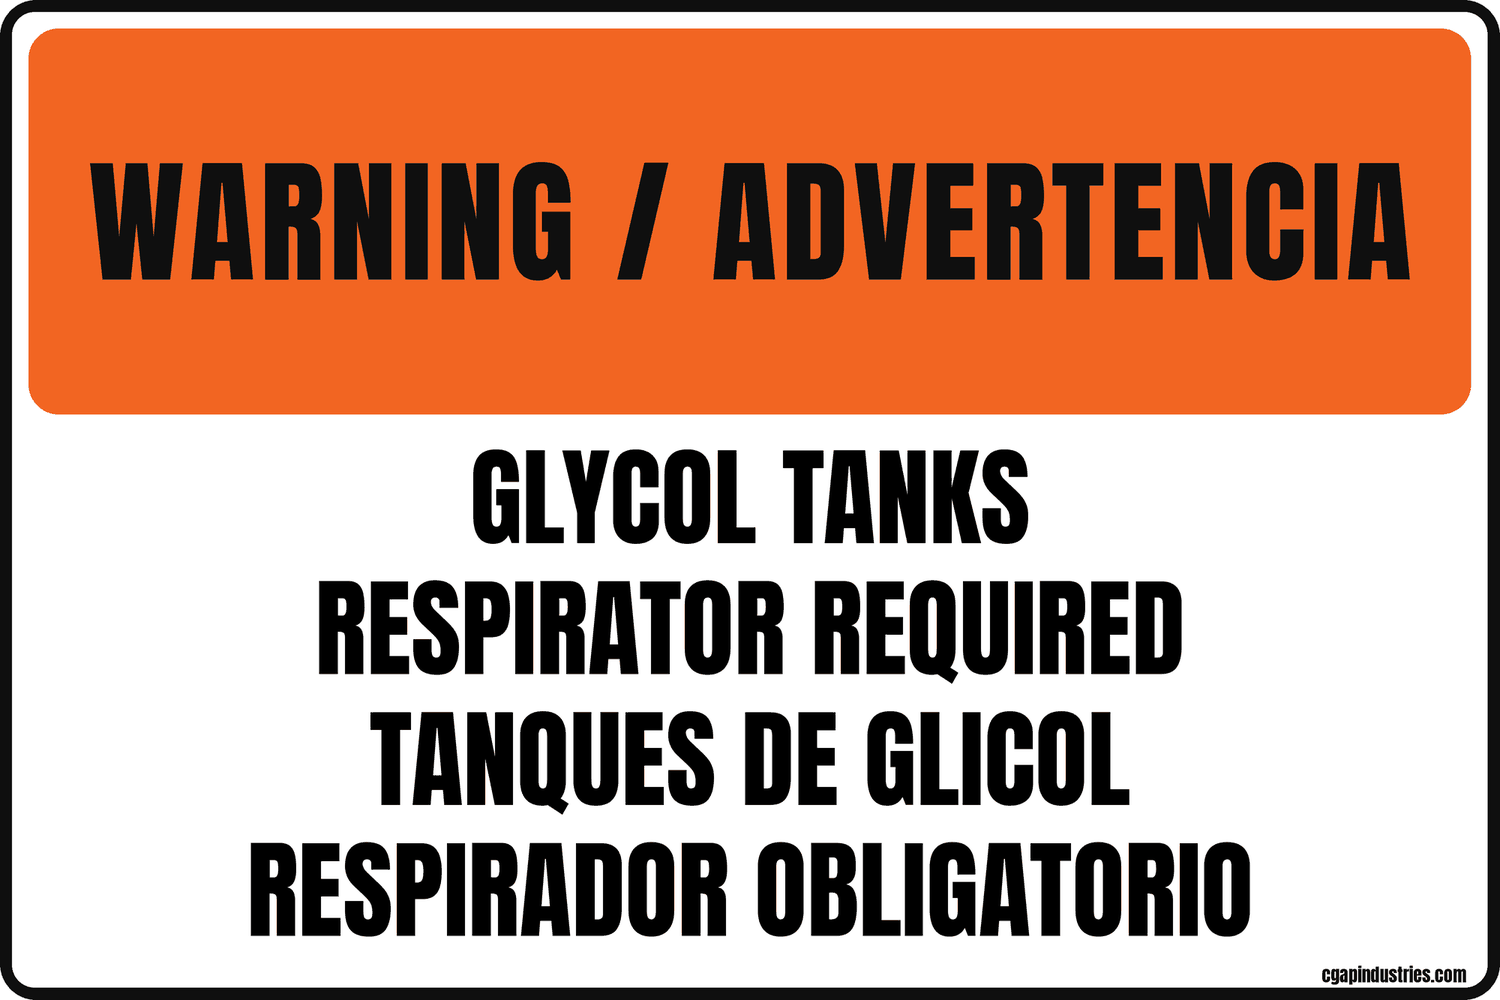 WARNING / ADVERTENCIA
GLYCOL TANKS
RESPIRATOR REQUIRED
TANQUES DE GLICOL
RESPIRADOR OBLIGATORIO
cgapindustries.com